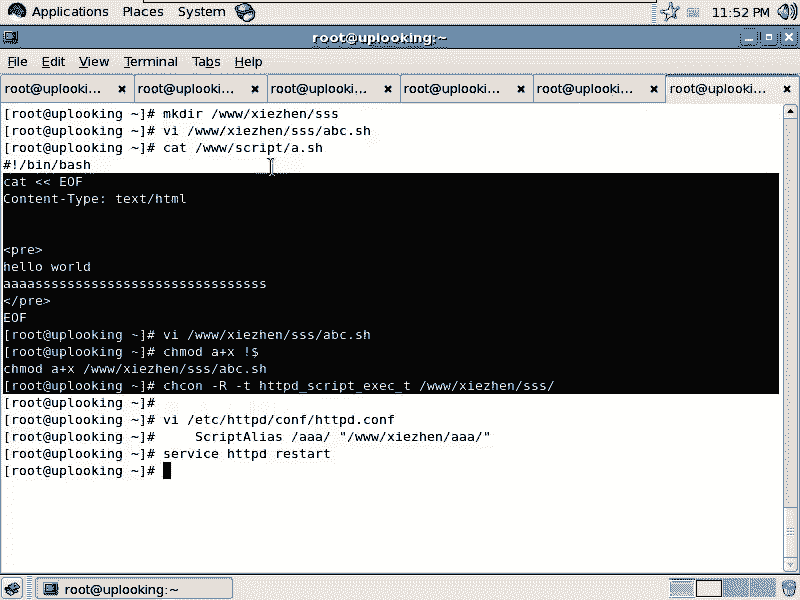 Applications Places System 11:52 PM
root@uplooking:~
File Edit View Terminal Tabs Help
root@uplooki... root@uplooki... root@uplooki... root@uplooki... root@uplooki... root@uplooki...
[root@uplooking ~]# mkdir /www/xiezhen/sss
[root@uplooking ~]# vi /www/xiezhen/sss/abc.sh
[root@uplooking ~]# cat /www/script/a.sh
#!/bin/bash
cat << EOF
Content-Type: text/html
<pre>
hello world
aaaassssssssssssssssssssssssssssss
</pre>
EOF
[root@uplooking ~]# vi /www/xiezhen/sss/abc.sh
[root@uplooking ~]# chmod a+x !$
chmod a+x /www/xiezhen/sss/abc.sh
[root@uplooking ~]# chcon -R -t httpd_script_exec_t /www/xiezhen/sss/
[root@uplooking ~]#
[root@uplooking ~]# vi /etc/httpd/conf/httpd.conf
[root@uplooking ~]#     ScriptAlias /aaa/ "/www/xiezhen/aaa/"
[root@uplooking ~]# service httpd restart
[root@uplooking ~]#
root@uplooking:~